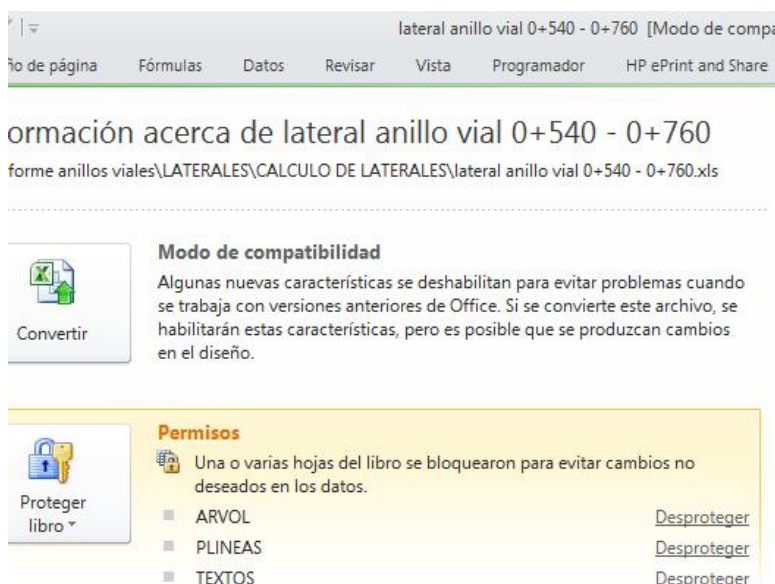 lateral anillo vial 0+540 - 0+760 [Modo de compa
ño de página Fórmulas Datos Revisar Vista Programador HP ePrint and Share
ormación acerca de lateral anillo vial 0+540 - 0+760
forme anillos viales\LATERALES\CALCULO DE LATERALES\lateral anillo vial 0+540 - 0+760.xls
Convertir
Modo de compatibilidad
Algunas nuevas características se deshabilitan para evitar problemas cuando
se trabaja con versiones anteriores de Office. Si se convierte este archivo, se
habilitarán estas características, pero es posible que se produzcan cambios
en el diseño.
Proteger
libro
Permisos
Una o varias hojas del libro se bloquearon para evitar cambios no
deseados en los datos.
ARVOL Desproteger
PLINEAS Desproteger
TEXTOS Desproteger